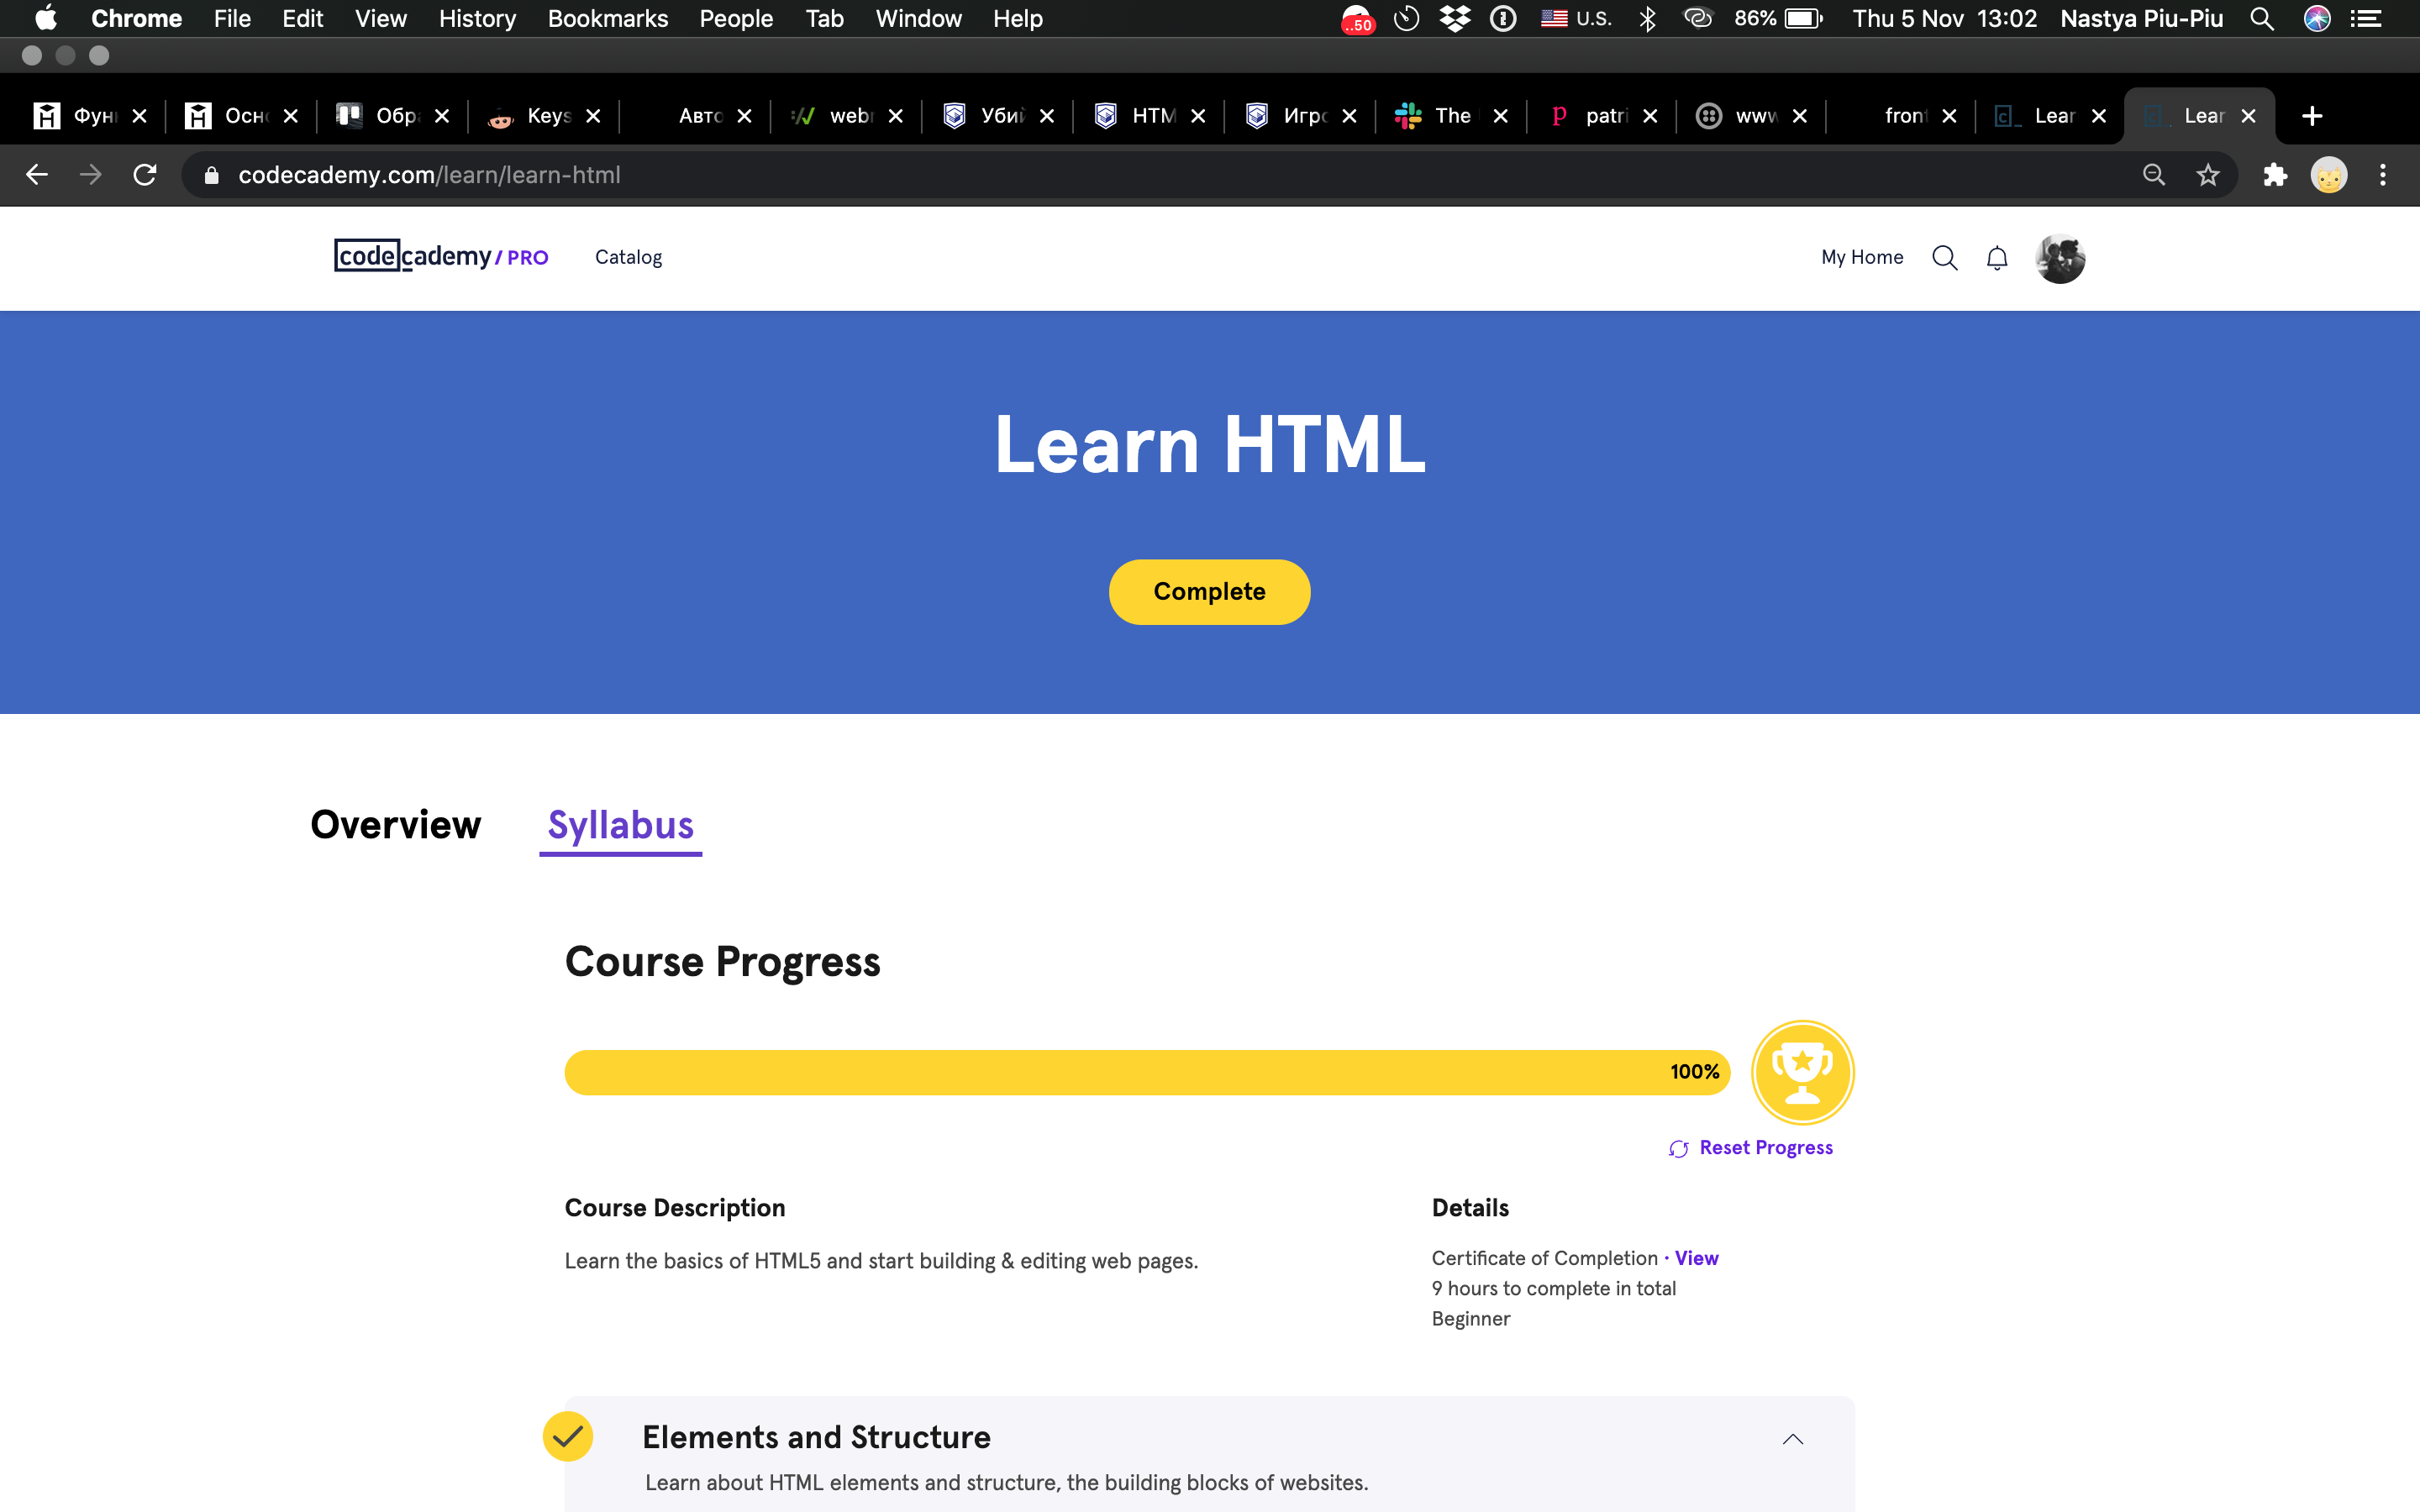 Chrome File Edit View History Bookmarks People Tab Window Help ..50 U.S. 86% Thu 5 Nov 13:02 Nastya Piu-Piu
Фун Осн Обра Keys Авто web Убий HTM Игро The patri www front Lear Lear
codecademy.com/learn/learn-html
codecademy/PRO Catalog My Home
Learn HTML
Complete
Overview Syllabus
Course Progress
100%
Reset Progress
Course Description Details
Learn the basics of HTML5 and start building & editing web pages. Certificate of Completion · View
9 hours to complete in total
Beginner
Elements and Structure
Learn about HTML elements and structure, the building blocks of websites.